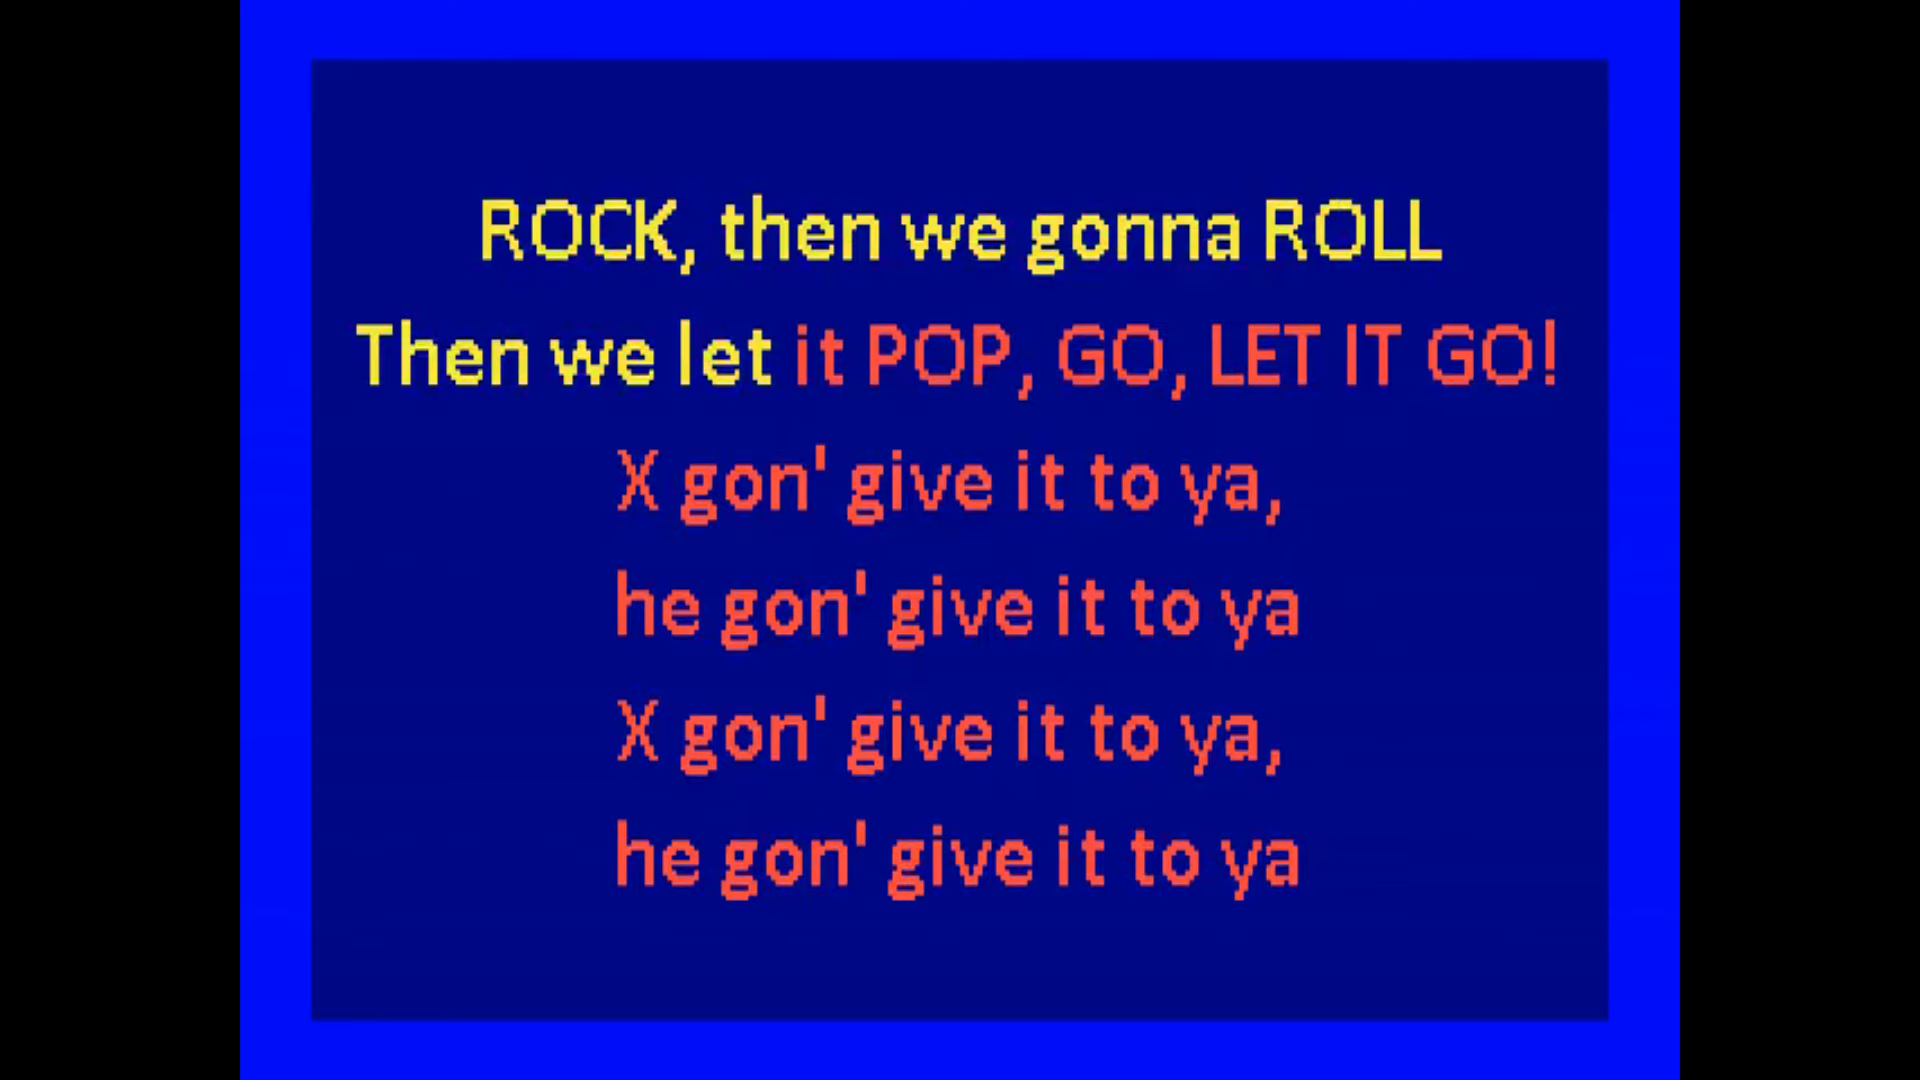 ROCK, then we gonna ROLL
Then we let it POP, GO, LET IT GO!
X gon' give it to ya,
he gon' give it to ya
X gon' give it to ya,
he gon' give it to ya